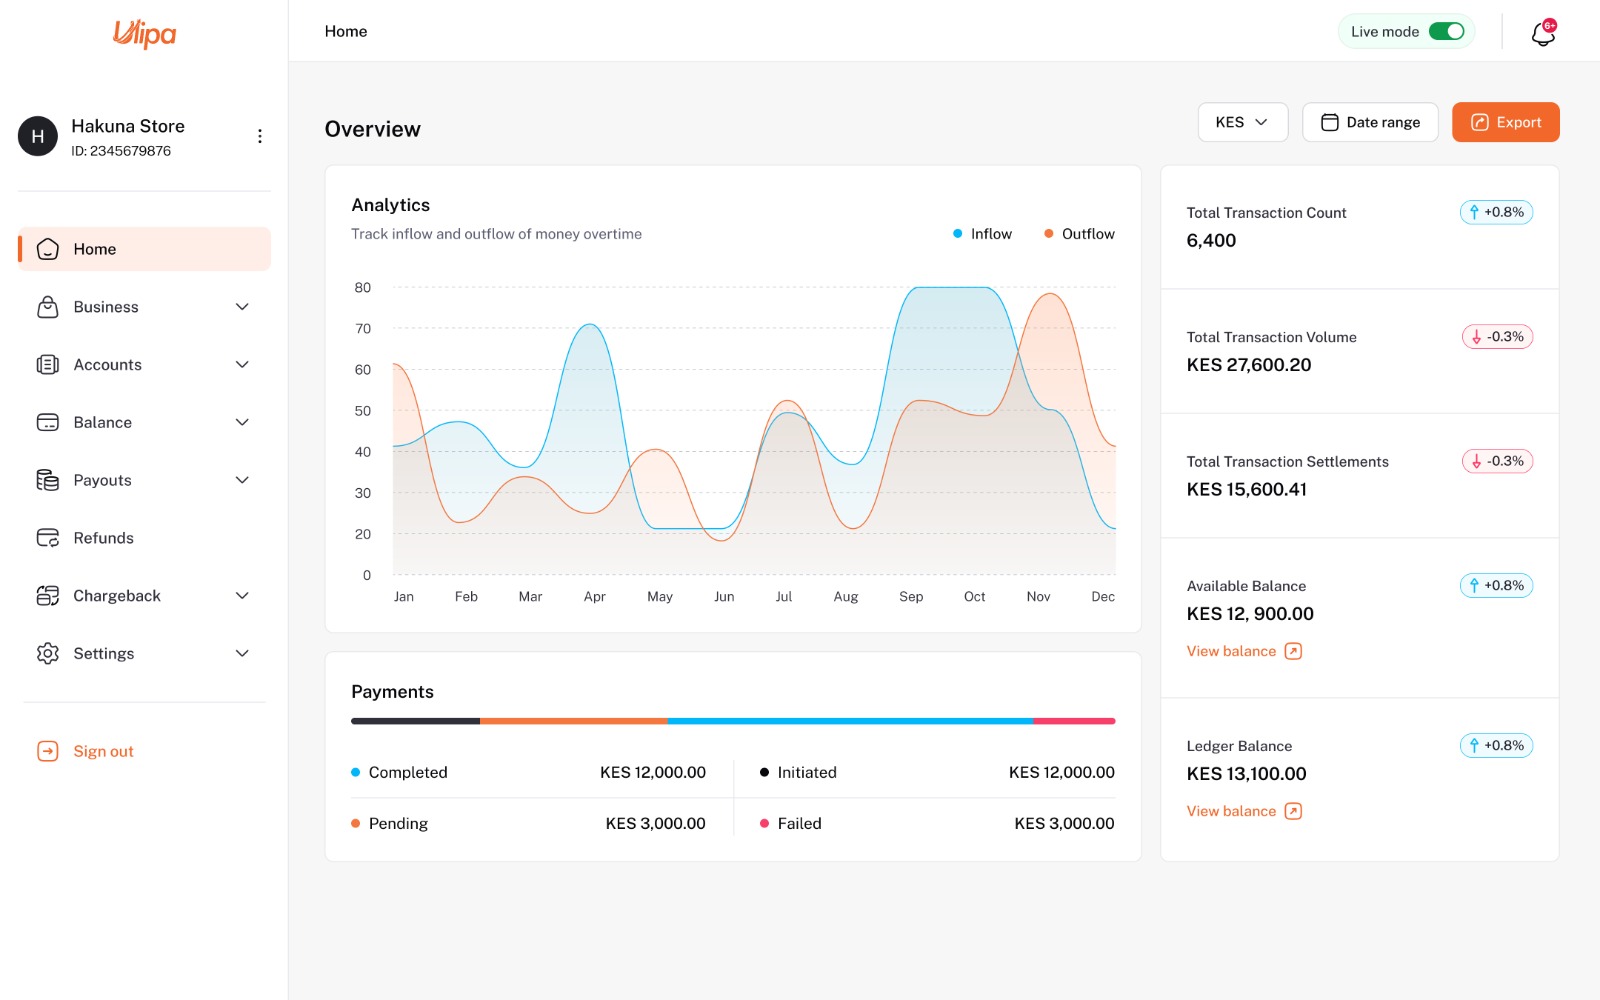 Ulipa
Home
Live mode
6+
H
Hakuna Store
ID: 2345679876
Home
Business
Accounts
Balance
Payouts
Refunds
Chargeback
Settings
Sign out
Overview
KES
Date range
Export
Analytics
Track inflow and outflow of money overtime
Inflow
Outflow
80
70
60
50
40
30
20
0
Jan Feb Mar Apr May Jun Jul Aug Sep Oct Nov Dec
Payments
Completed KES 12,000.00
Initiated KES 12,000.00
Pending KES 3,000.00
Failed KES 3,000.00
Total Transaction Count
+0.8%
6,400
Total Transaction Volume
-0.3%
KES 27,600.20
Total Transaction Settlements
-0.3%
KES 15,600.41
Available Balance
+0.8%
KES 12, 900.00
View balance
Ledger Balance
+0.8%
KES 13,100.00
View balance